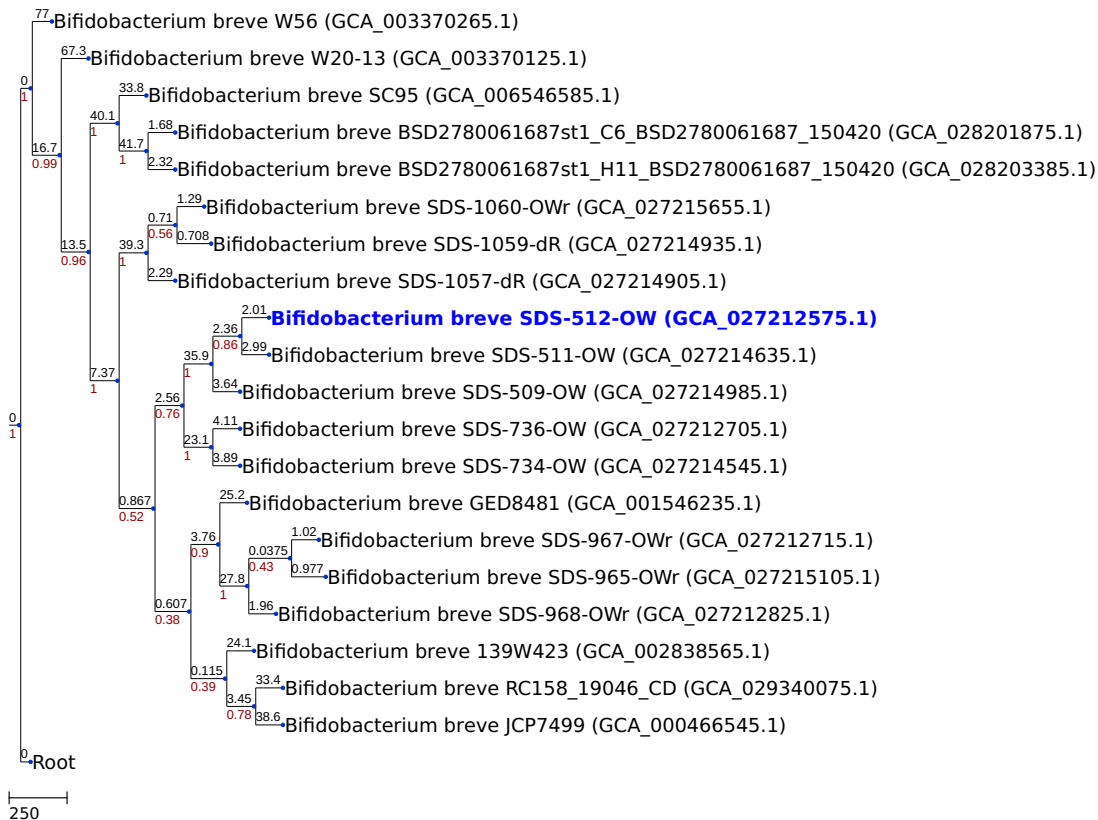 77
Bifidobacterium breve W56 (GCA_003370265.1)
67.3
Bifidobacterium breve W20-13 (GCA_003370125.1)
0
1
33.8
Bifidobacterium breve SC95 (GCA_006546585.1)
40.1
1
1.68
Bifidobacterium breve BSD2780061687st1_C6_BSD2780061687_150420 (GCA_028201875.1)
16.7
0.99
41.7
1
2.32
Bifidobacterium breve BSD2780061687st1_H11_BSD2780061687_150420 (GCA_028203385.1)
1.29
Bifidobacterium breve SDS-1060-OWr (GCA_027215655.1)
0.71
0.56
0.708
Bifidobacterium breve SDS-1059-dR (GCA_027214935.1)
13.5
0.96
39.3
1
2.29
Bifidobacterium breve SDS-1057-dR (GCA_027214905.1)
2.01
Bifidobacterium breve SDS-512-OW (GCA_027212575.1)
2.36
0.86
2.99
Bifidobacterium breve SDS-511-OW (GCA_027214635.1)
35.9
1
7.37
1
3.64
Bifidobacterium breve SDS-509-OW (GCA_027214985.1)
2.56
0.76
4.11
Bifidobacterium breve SDS-736-OW (GCA_027212705.1)
0
1
23.1
1
3.89
Bifidobacterium breve SDS-734-OW (GCA_027214545.1)
0.867
0.52
25.2
Bifidobacterium breve GED8481 (GCA_001546235.1)
3.76
0.9
1.02
Bifidobacterium breve SDS-967-OWr (GCA_027212715.1)
0.0375
0.43
0.977
Bifidobacterium breve SDS-965-OWr (GCA_027215105.1)
27.8
1
1.96
Bifidobacterium breve SDS-968-OWr (GCA_027212825.1)
0.607
0.38
24.1
Bifidobacterium breve 139W423 (GCA_002838565.1)
0.115
0.39
33.4
Bifidobacterium breve RC158_19046_CD (GCA_029340075.1)
3.45
0.78
38.6
Bifidobacterium breve JCP7499 (GCA_000466545.1)
0
Root
250